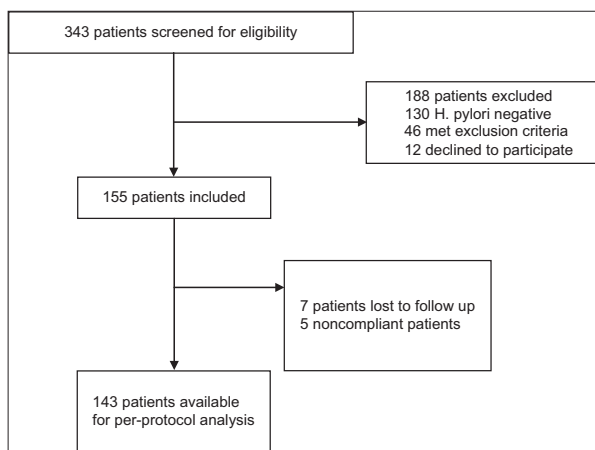 343 patients screened for eligibility
188 patients excluded
130 H. pylori negative
46 met exclusion criteria
12 declined to participate
155 patients included
7 patients lost to follow up
5 noncompliant patients
143 patients available
for per-protocol analysis